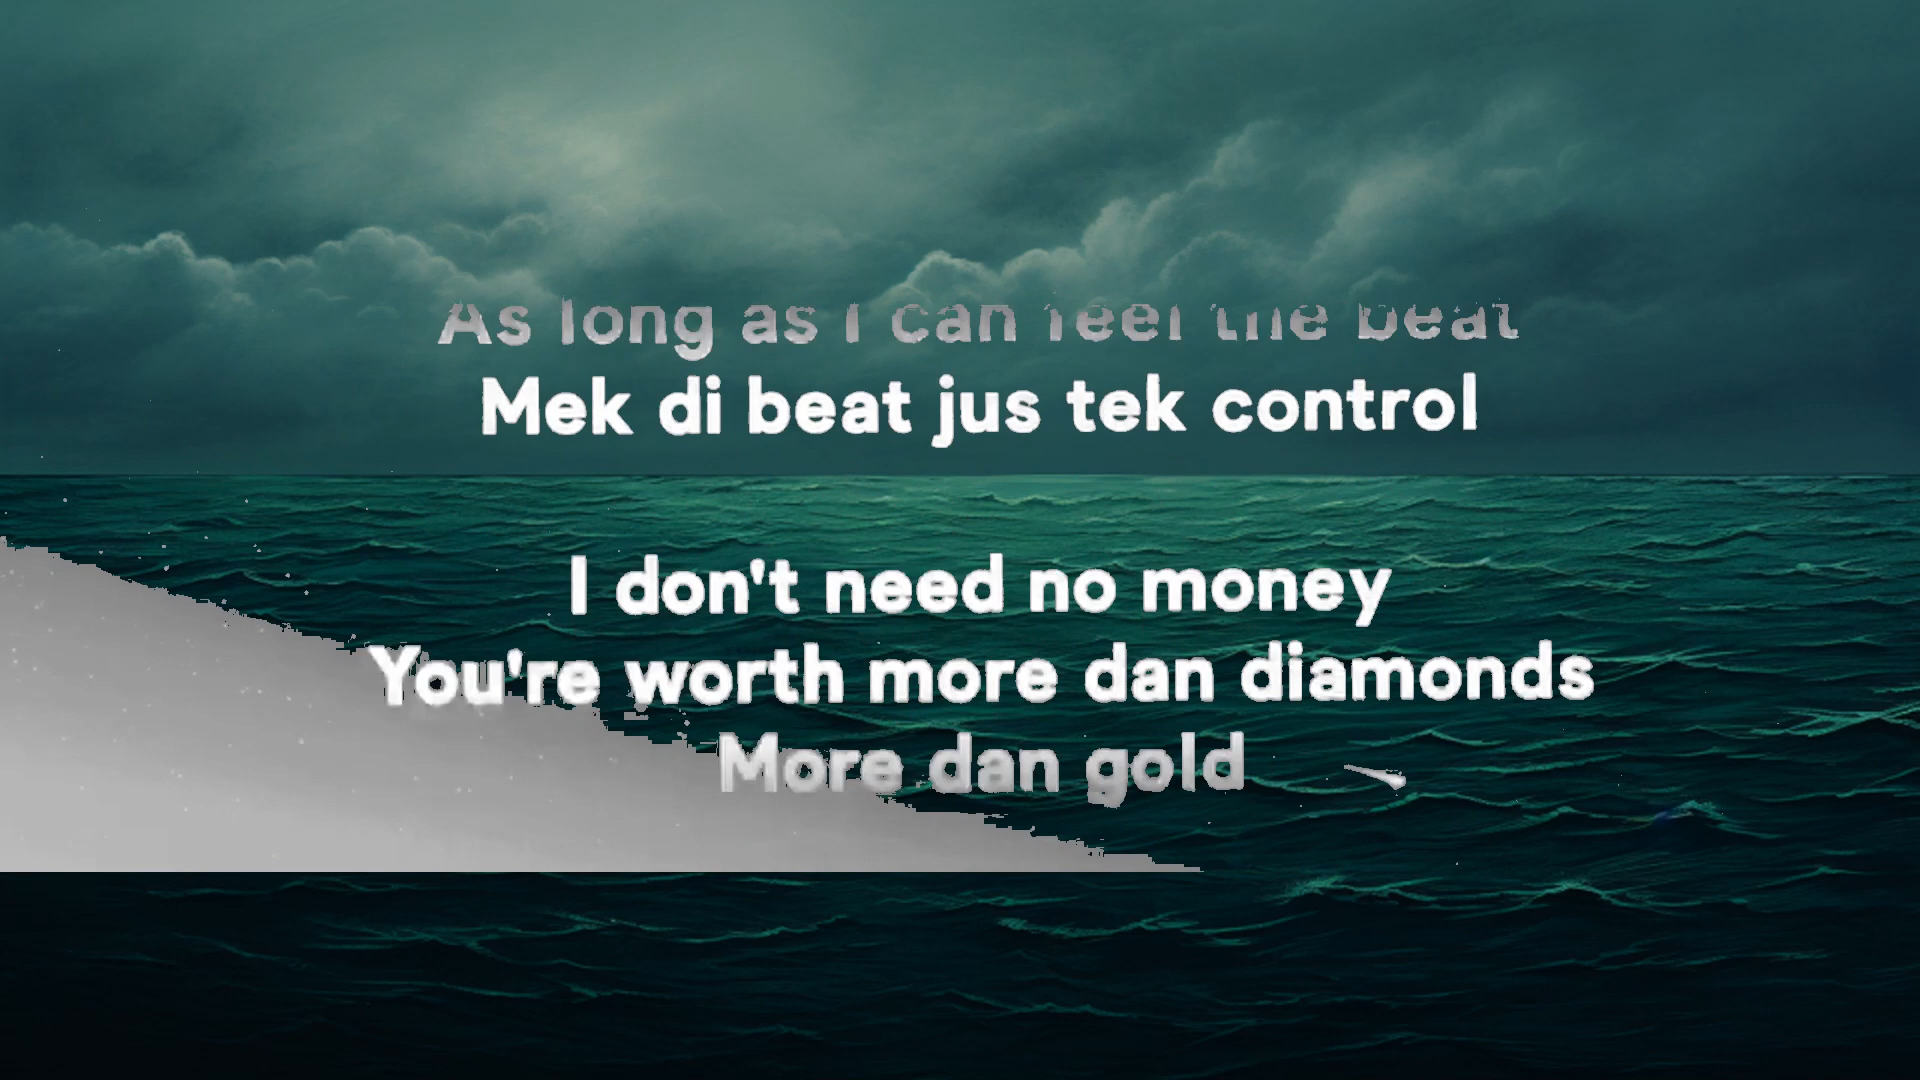 As long as I can feel the beat
Mek di beat jus tek control
I don't need no money
You're worth more dan diamonds
More dan gold